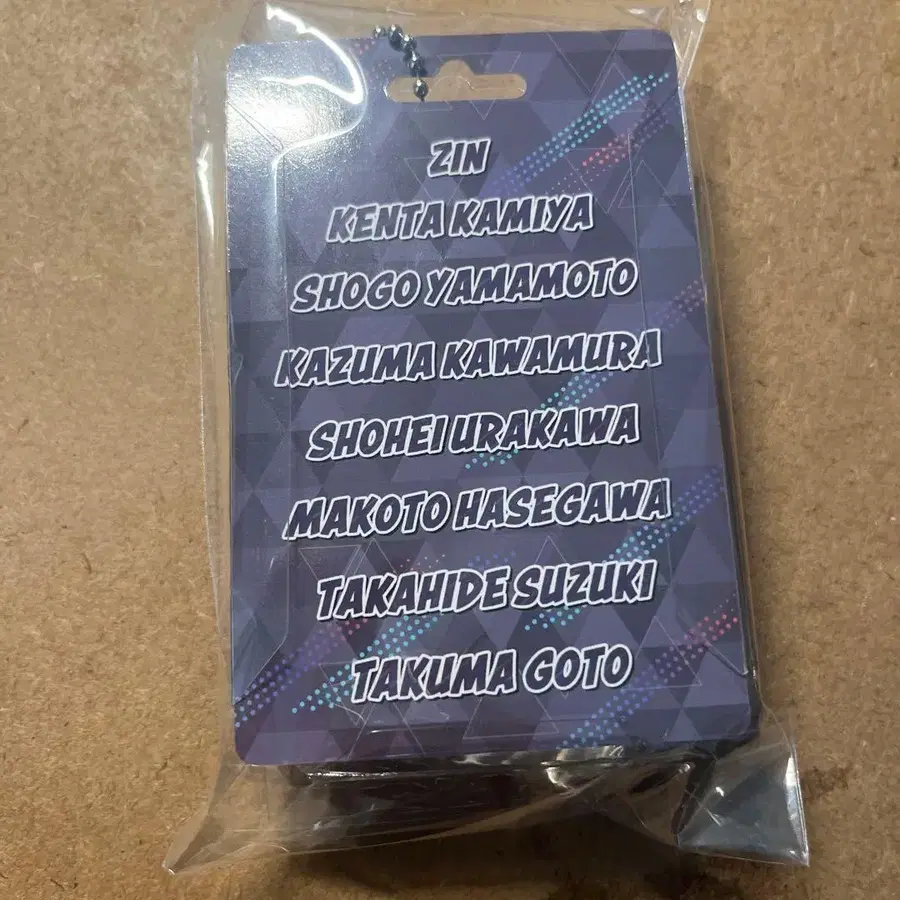 ZIN
KENTA KAMIYA
SHOGO YAMAMOTO
KAZUMA KAWAMURA
SHOHEI URAKAWA
MAKOTO HASEGAWA
TAKAHIDE SUZUKI
TAKUMA GOTO